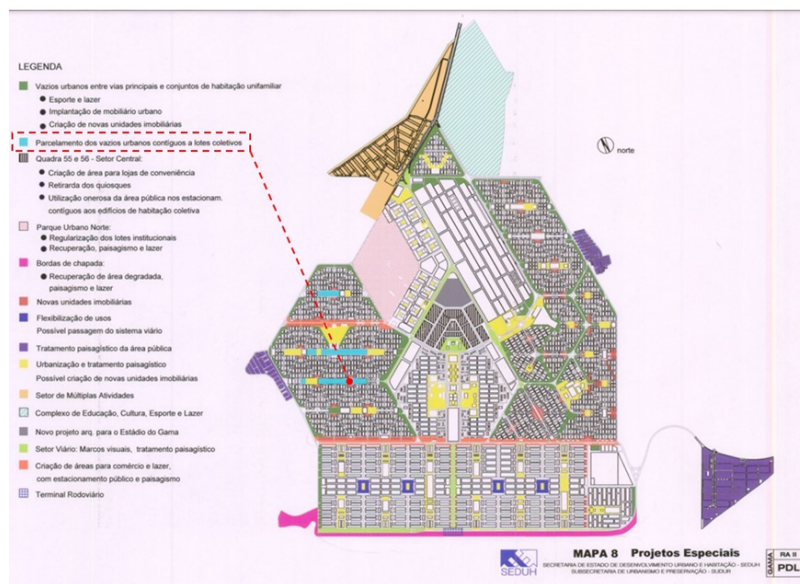 LEGENDA
Vazios urbanos entre vias principais e conjuntos de habitação unifamiliar
Esporte e lazer
Implantação de mobiliário urbano
Criação de novas unidades imobiliárias
Parcelamento dos vazios urbanos contíguos a lotes coletivos
Quadra 55 e 56 - Setor Central:
Criação de área para lojas de conveniência
Retirarda dos quiosques
Utilização onerosa da área pública nos estacionam.
contíguos aos edifícios de habitação coletiva
Parque Urbano Norte:
Regularização dos lotes institucionais
Recuperação, paisagismo e lazer
Bordas de chapada:
Recuperação de área degradada,
paisagismo e lazer
Novas unidades imobiliárias
Flexibilização de usos
Possível passagem do sistema viário
Tratamento paisagístico da área pública
Urbanização e tratamento paisagístico
Possível criação de novas unidades imobiliárias
Setor de Múltiplas Atividades
Complexo de Educação, Cultura, Esporte e Lazer
Novo projeto arq. para o Estádio do Gama
Setor Viário: Marcos visuais, tratamento paisagístico
Criação de áreas para comércio e lazer,
com estacionamento público e paisagismo
Terminal Rodoviário
norte
SEDUH
MAPA 8 Projetos Especiais
SECRETARIA DE ESTADO DE DESENVOLVIMENTO URBANO E HABITAÇÃO - SEDUH
SUBSECRETARIA DE URBANISMO E PRESERVAÇÃO - SUDUR
GAMA
RA II
PDL